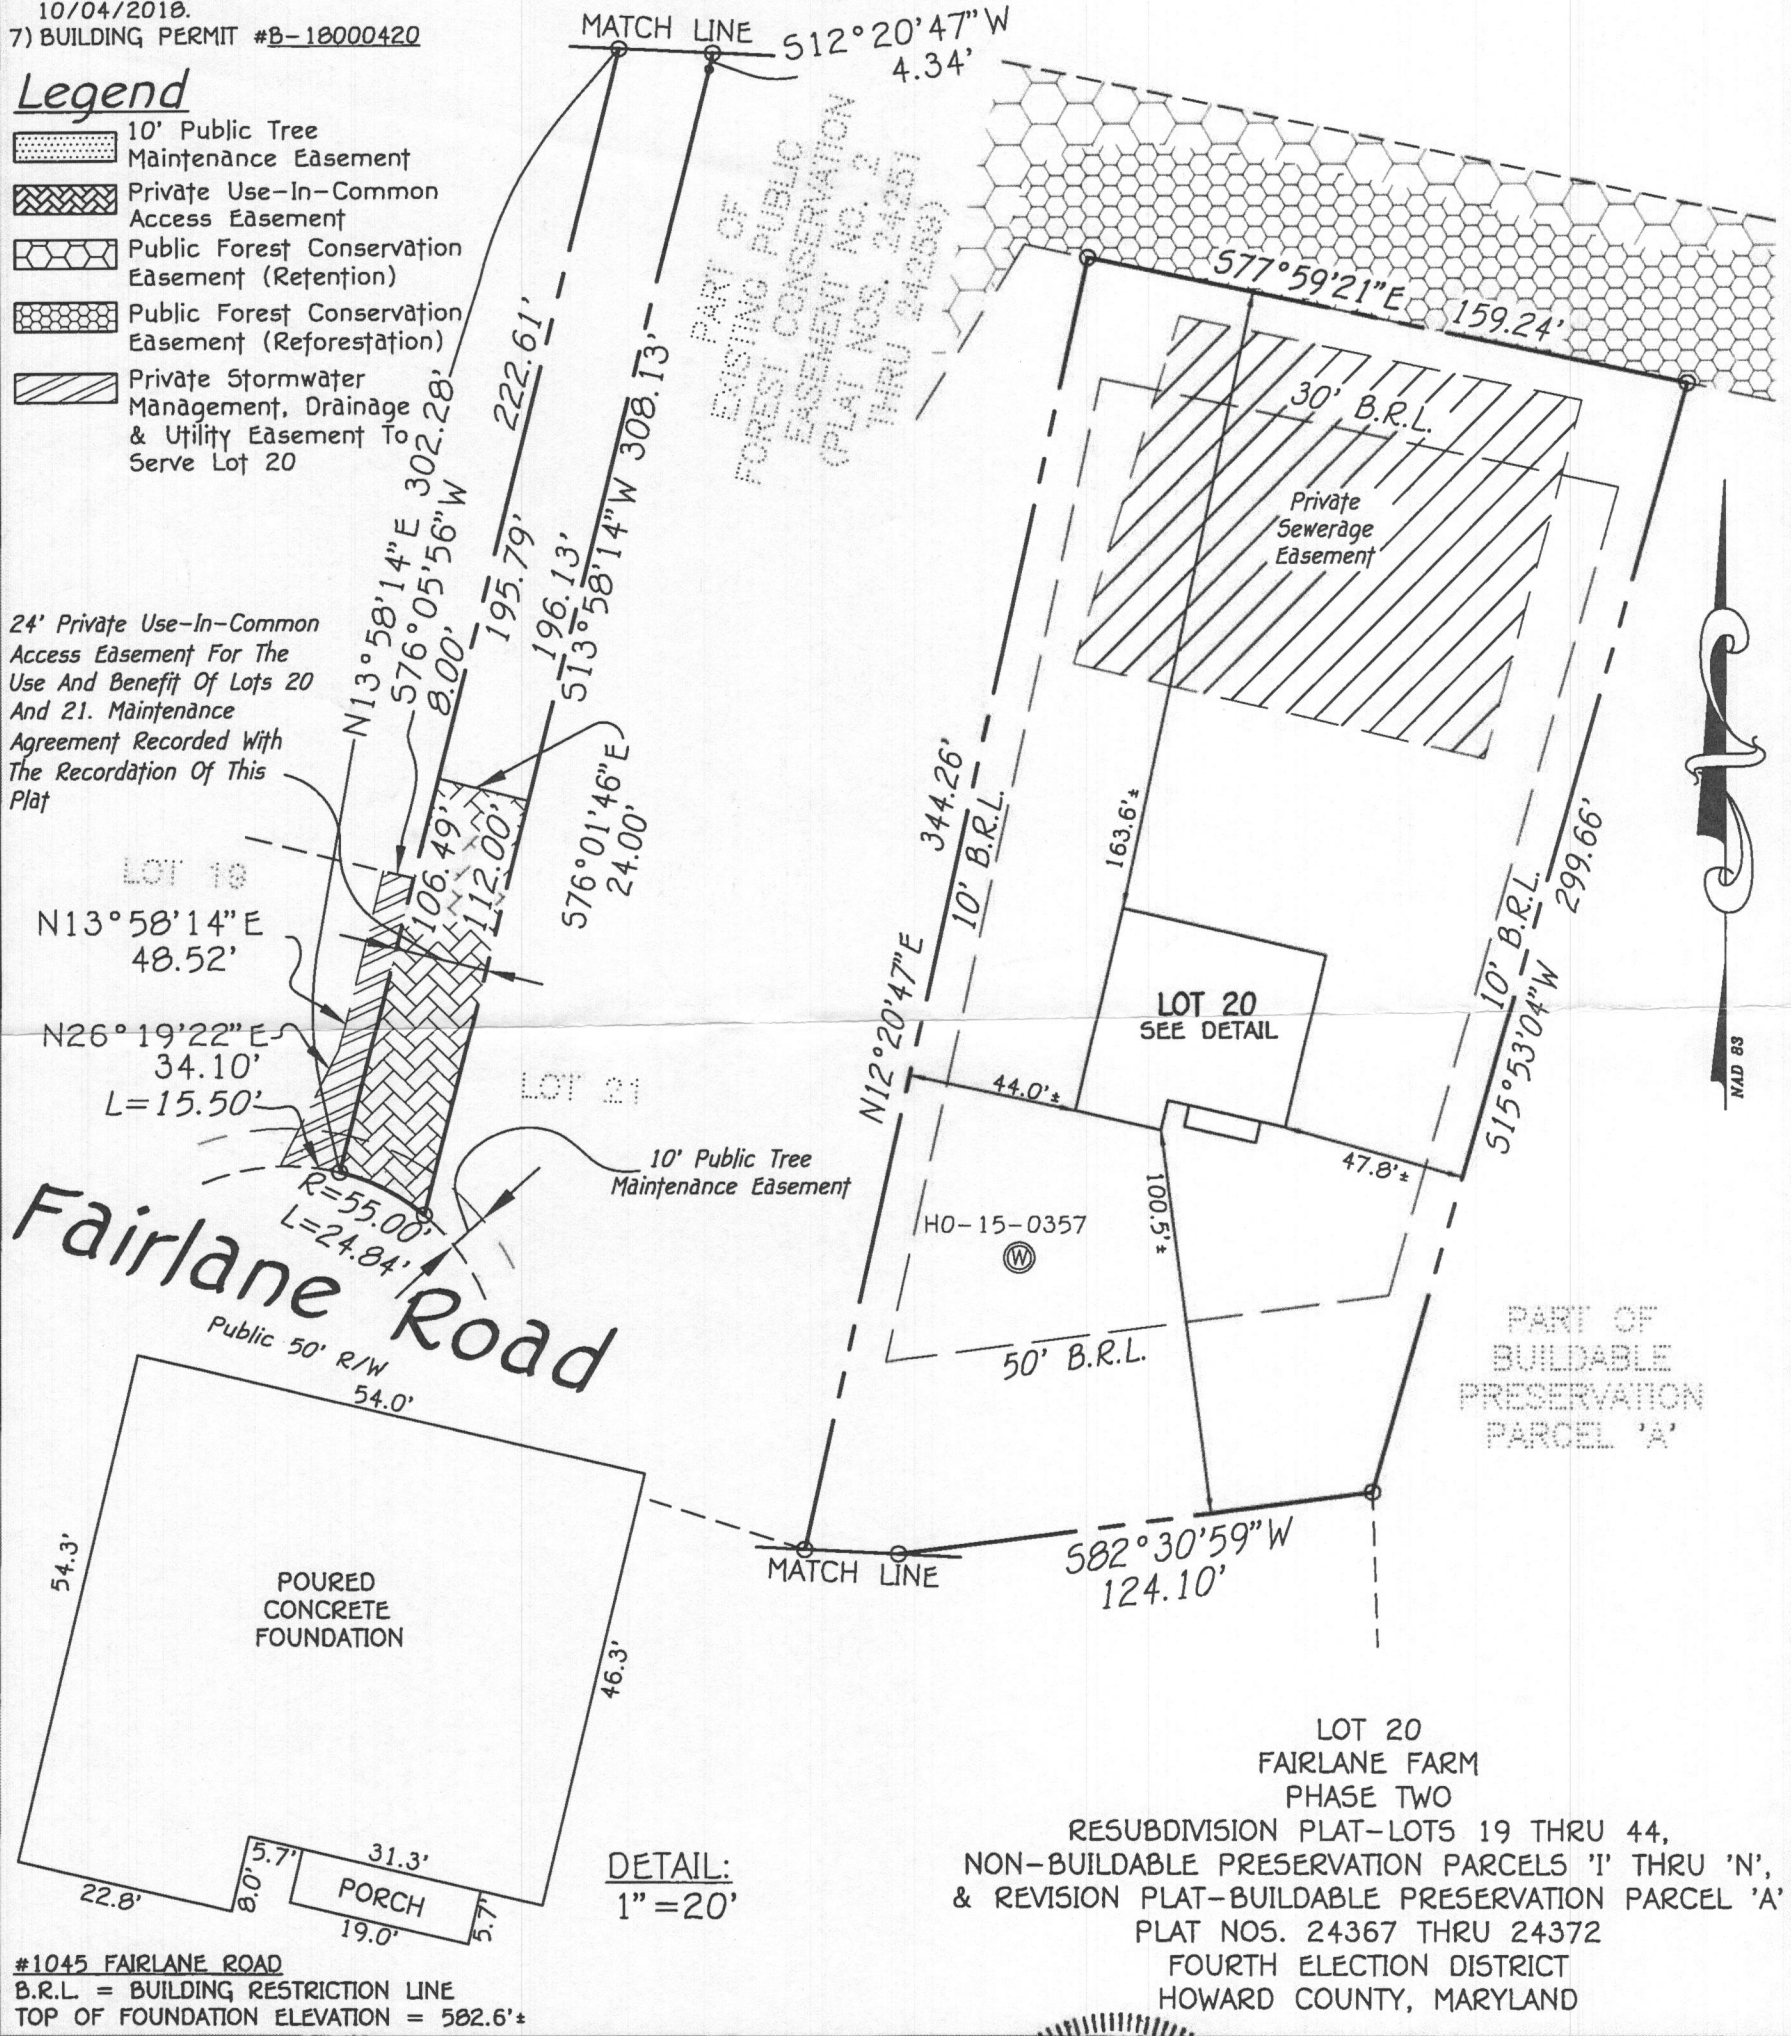 10/04/2018.
7) BUILDING PERMIT #B-18000420
Legend
10' Public Tree
Maintenance Easement
Private Use-In-Common
Access Easement
Public Forest Conservation
Easement (Retention)
Public Forest Conservation
Easement (Reforestation)
Private Stormwater
Management, Drainage
& Utility Easement To
Serve Lot 20
MATCH LINE
S12°20'47"W
4.34'
PART OF
EXISTING PUBLIC
FOREST CONSERVATION
EASEMENT NO. 2
(PLAT NOS. 24251
THRU
222.61'
S13°58'14"W 308.13'
N13°58'14"E 302.28'
S76°05'56"W
8.00'
195.79'
196.13'
24' Private Use-In-Common
Access Easement For The
Use And Benefit Of Lots 20
And 21. Maintenance
Agreement Recorded With
The Recordation Of This
Plat
106.49'
112.00'
S76°01'46"E
24.00'
LOT 19
N13°58'14"E
48.52'
N26°19'22"E
34.10'
L=15.50'
LOT 21
10' Public Tree
Maintenance Easement
R=55.00'
L=24.84'
Fairlane Road
Public 50' R/W
S77°59'21"E 159.24'
30' B.R.L.
Private
Sewerage
Easement
344.26'
10' B.R.L.
N12°20'47"E
163.6'±
299.66'
10' B.R.L.
S15°53'04"W
LOT 20
SEE DETAIL
44.0'±
47.8'±
100.5'±
HO-15-0357
W
50' B.R.L.
MATCH LINE
S82°30'59"W
124.10'
PART OF
BUILDABLE
PRESERVATION
PARCEL 'A'
NAD 83
54.0'
54.3'
POURED
CONCRETE
FOUNDATION
46.3'
5.7'
31.3'
22.8'
8.0'
PORCH
19.0'
5.7'
DETAIL:
1"=20'
#1045 FAIRLANE ROAD
B.R.L. = BUILDING RESTRICTION LINE
TOP OF FOUNDATION ELEVATION = 582.6'±
LOT 20
FAIRLANE FARM
PHASE TWO
RESUBDIVISION PLAT-LOTS 19 THRU 44,
NON-BUILDABLE PRESERVATION PARCELS 'I' THRU 'N',
& REVISION PLAT-BUILDABLE PRESERVATION PARCEL 'A'
PLAT NOS. 24367 THRU 24372
FOURTH ELECTION DISTRICT
HOWARD COUNTY, MARYLAND